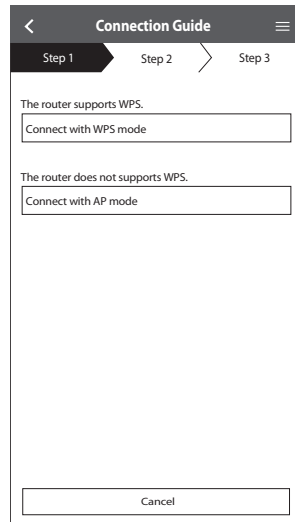 Connection Guide
Step 1 Step 2 Step 3
The router supports WPS.
Connect with WPS mode
The router does not supports WPS.
Connect with AP mode
Cancel